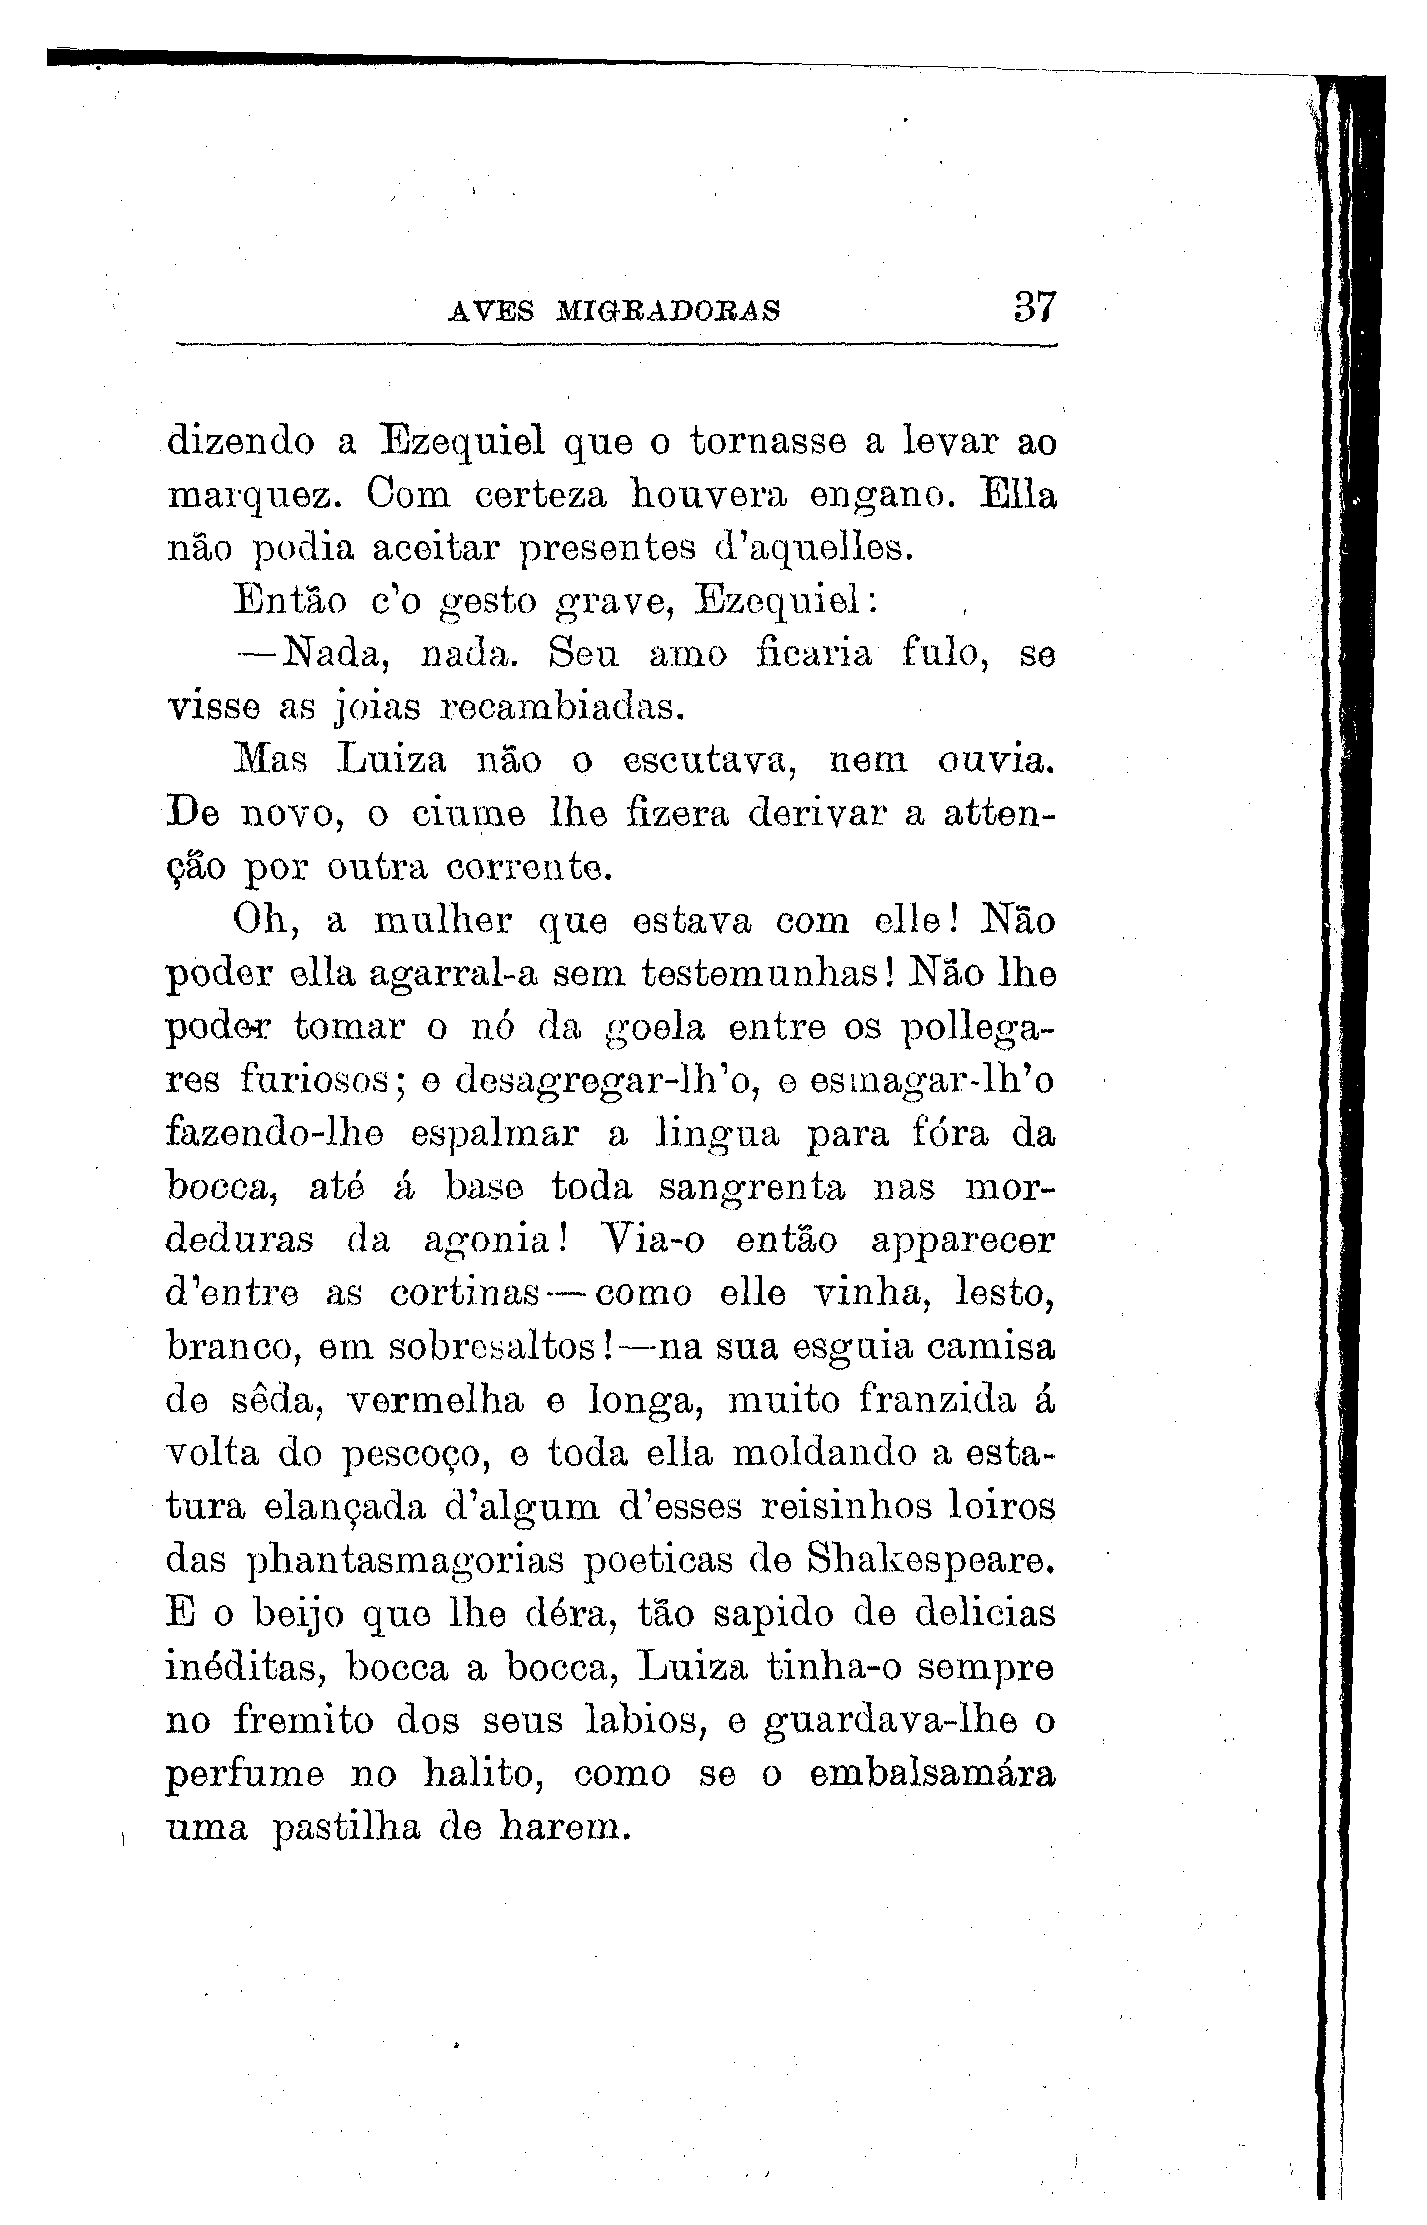 AVES MIGRADORAS 37
dizendo a Ezequiel que o tornasse a levar ao
marquez. Com certeza houvera engano. Ella
não podia aceitar presentes d'aquelles.
Então c'o gesto grave, Ezequiel:
—Nada, nada. Seu amo ficaria fulo, se
visse as joias recambiadas.
Mas Luiza não o escutava, nem ouvia.
De novo, o ciume lhe fizera derivar a atten-
ção por outra corrente.
Oh, a mulher que estava com elle! Não
poder ella agarral-a sem testemunhas! Não lhe
poder tomar o nó da goela entre os pollega-
res furiosos; e desagregar-lh'o, e esmagar-lh'o
fazendo-lhe espalmar a lingua para fóra da
bocca, até á base toda sangrenta nas mor-
deduras da agonia! Via-o então apparecer
d'entre as cortinas—como elle vinha, lesto,
branco, em sobresaltos!—na sua esguia camisa
de sêda, vermelha e longa, muito franzida á
volta do pescoço, e toda ella moldando a esta-
tura elançada d'algum d'esses reisinhos loiros
das phantasmagorias poeticas de Shakespeare.
E o beijo que lhe déra, tão sapido de delicias
inéditas, bocca a bocca, Luiza tinha-o sempre
no fremito dos seus labios, e guardava-lhe o
perfume no halito, como se o embalsamára
uma pastilha de harem.